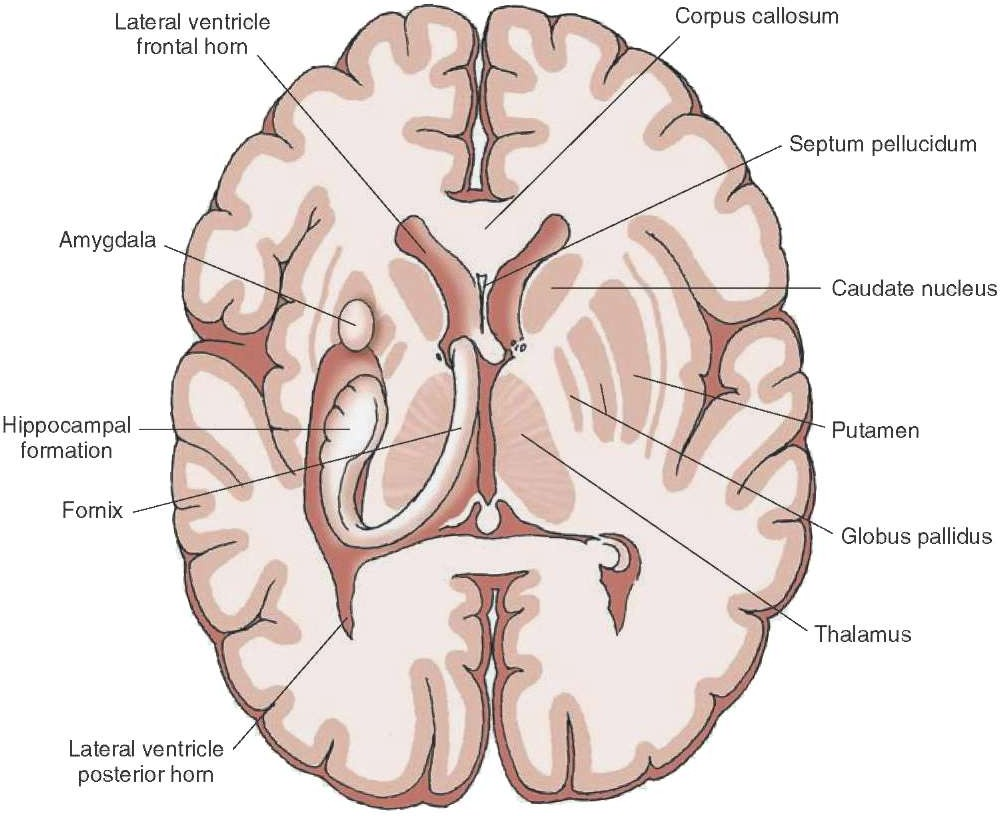 Lateral ventricle
frontal horn
Corpus callosum
Septum pellucidum
Amygdala
Caudate nucleus
Hippocampal
formation
Putamen
Fornix
Globus pallidus
Thalamus
Lateral ventricle
posterior horn